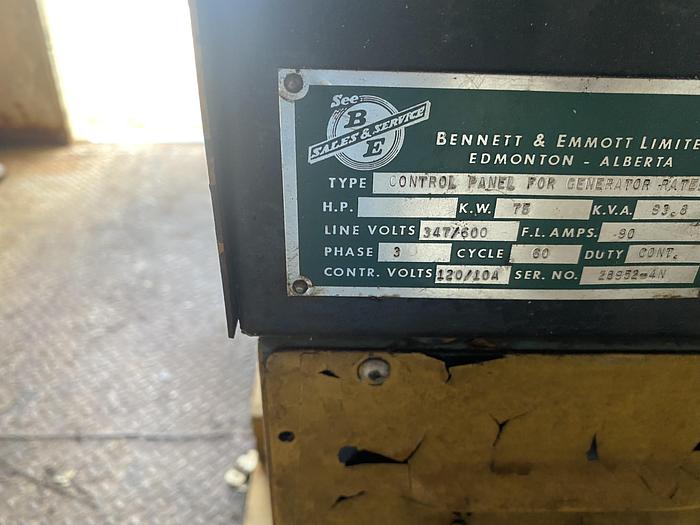 See
B
SALES & SERVICE
E
BENNETT & EMMOTT LIMITE
EDMONTON - ALBERTA
TYPE CONTROL PANEL FOR GENERATOR RATE
H.P. K.W. 75 K.V.A. 93.8
LINE VOLTS 347/600 F.L. AMPS. 90
PHASE 3 CYCLE 60 DUTY CONT.
CONTR. VOLTS 120/10A SER. NO. 28952-4N